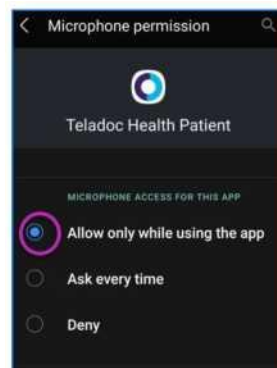 Microphone permission
Teladoc Health Patient
MICROPHONE ACCESS FOR THIS APP
Allow only while using the app
Ask every time
Deny